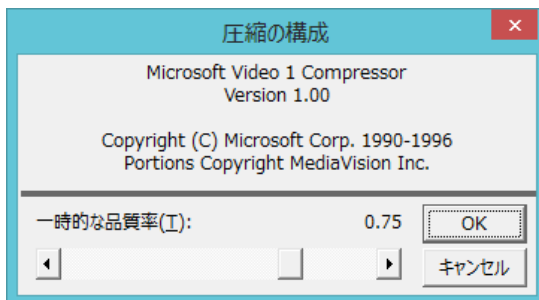 圧縮の構成
Microsoft Video 1 Compressor
Version 1.00
Copyright (C) Microsoft Corp. 1990-1996
Portions Copyright MediaVision Inc.
一時的な品質率(T): 0.75 OK
キャンセル